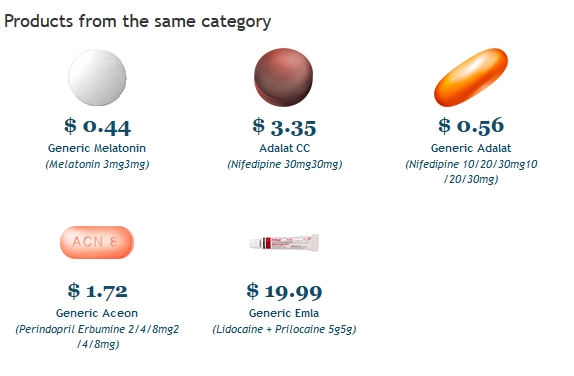 Products from the same category
$ 0.44
$ 3.35
$ 0.56
Generic Melatonin
Adalat CC
Generic Adalat
(Melatonin 3mg3mg)
(Nifedipine 30mg30mg)
(Nifedipine 10/20/30mg10
/20/30mg)
ACN 8
$ 1.72
$ 19.99
Generic Aceon
Generic Emla
(Perindopril Erbumine 2/4/8mg2
/4/8mg)
(Lidocaine + Prilocaine 5g5g)